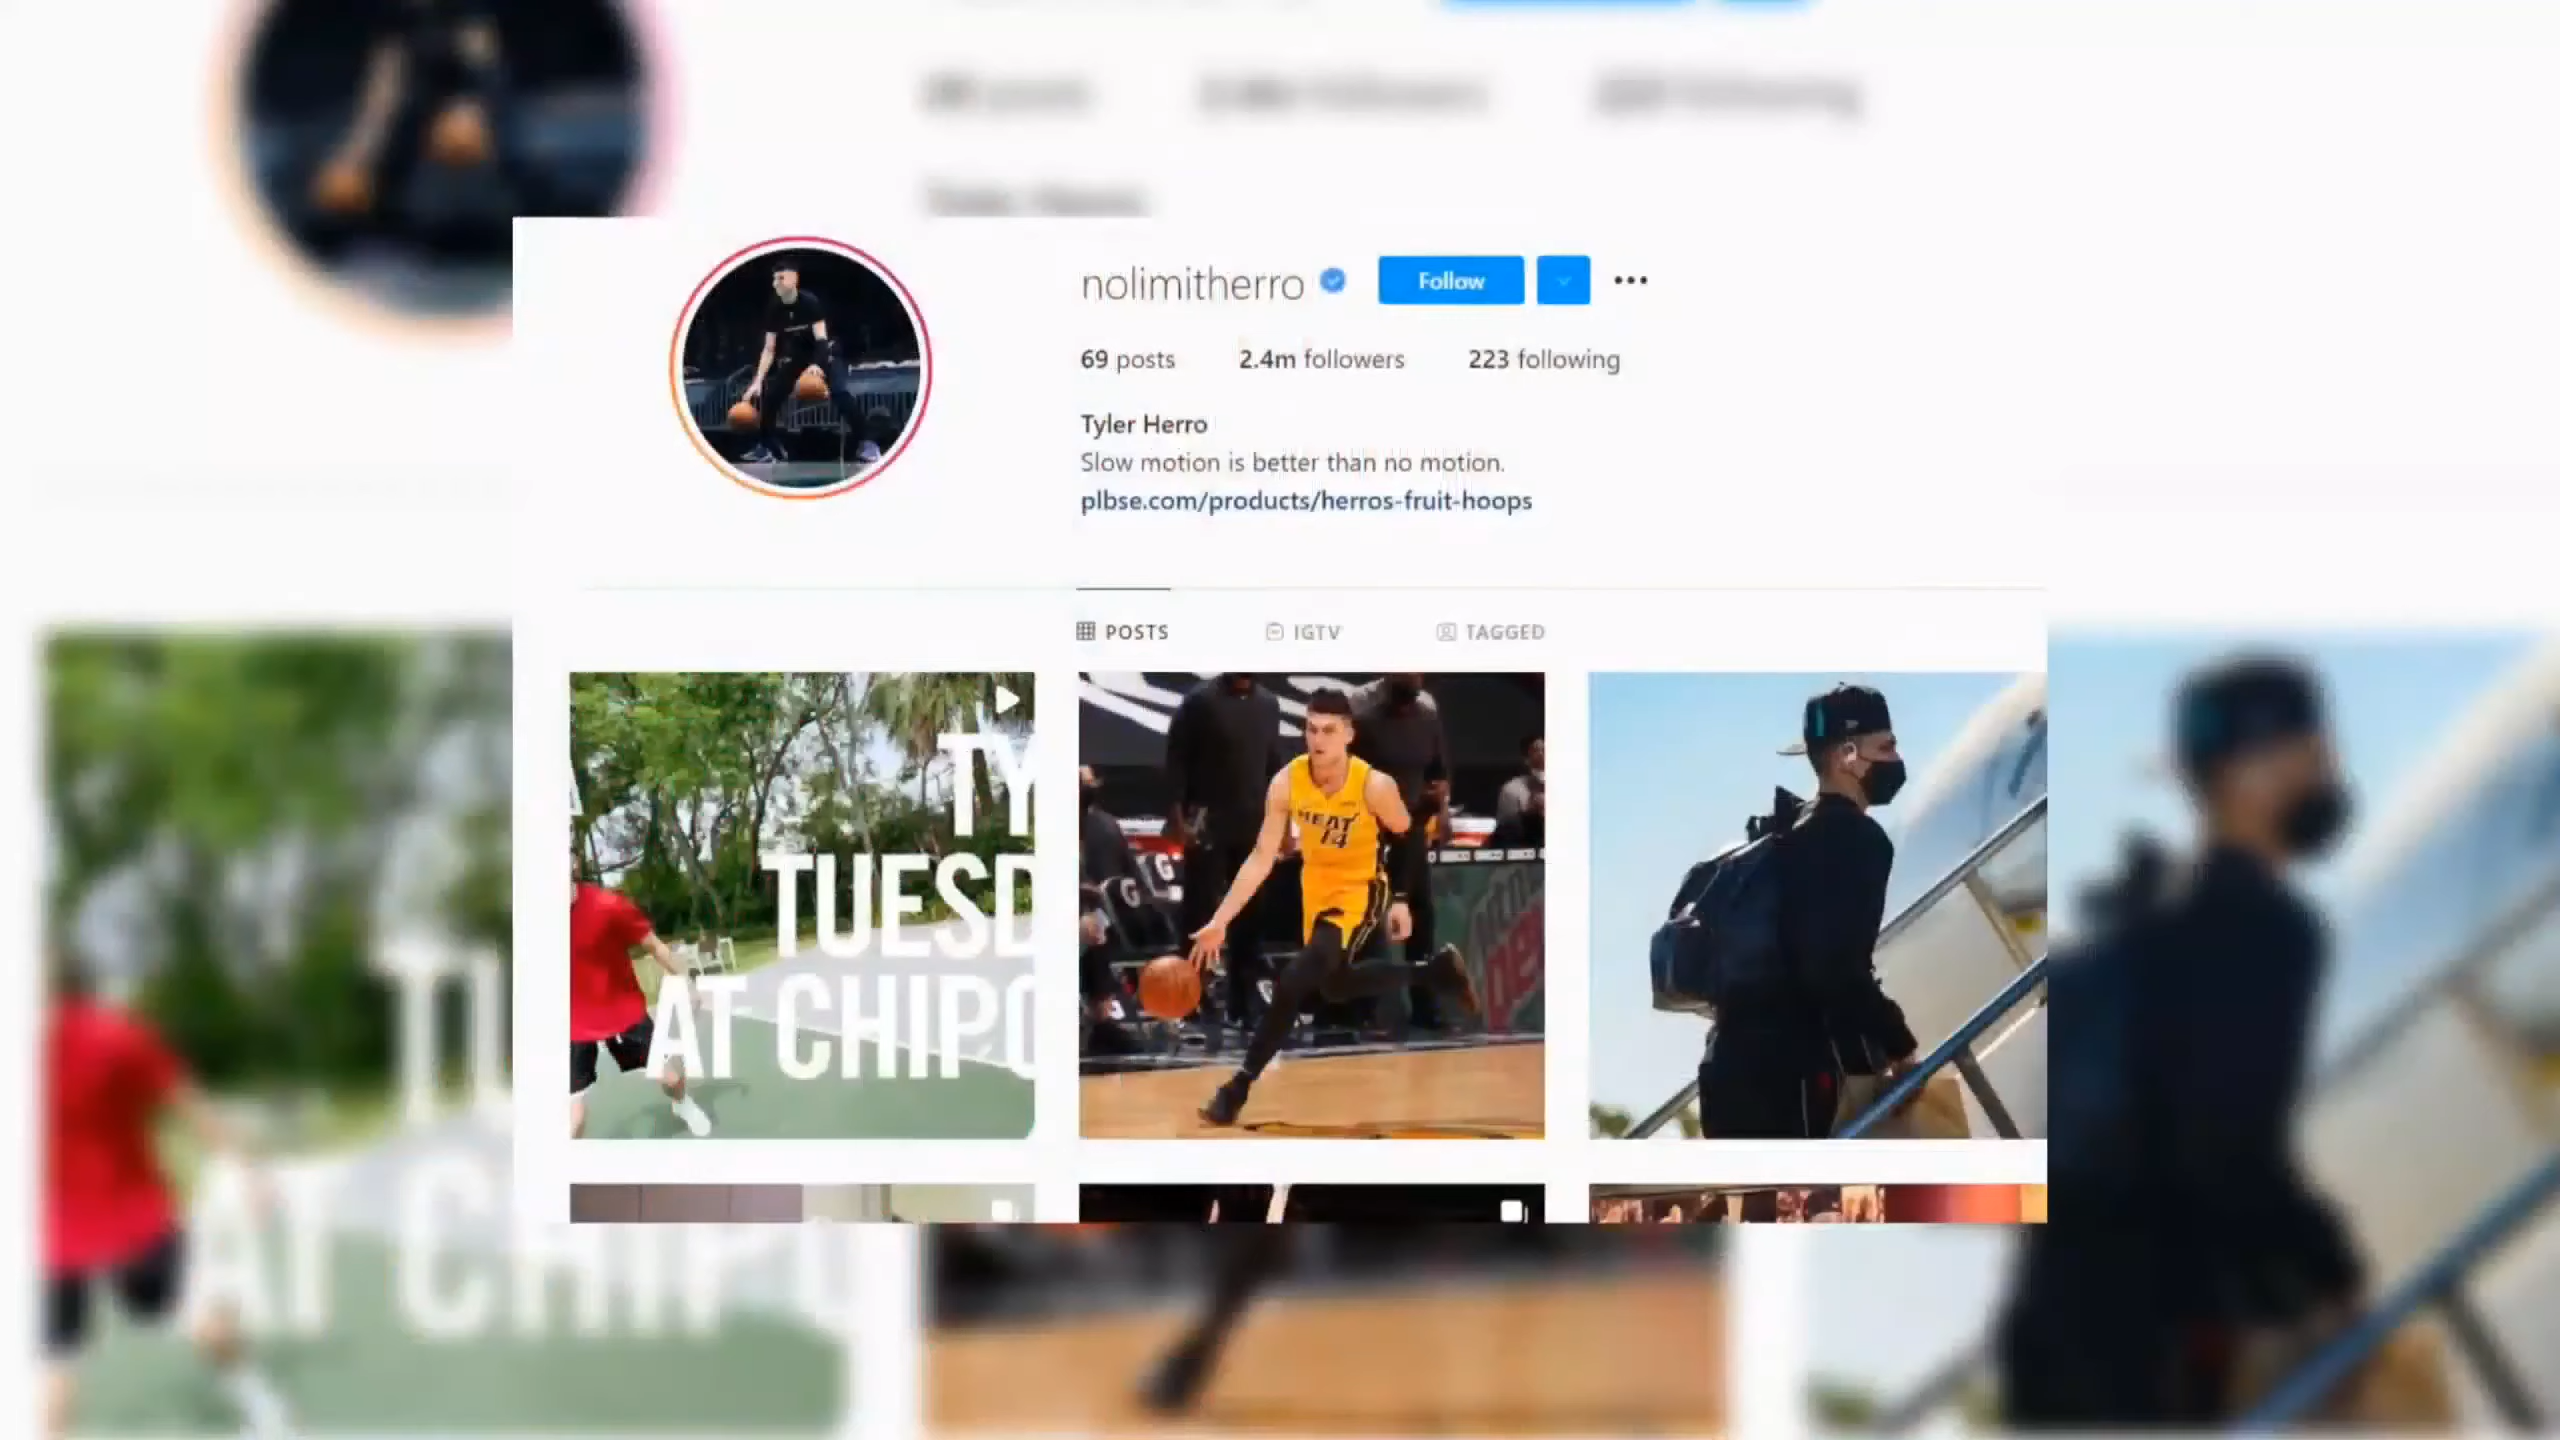 nolimitherro Follow
69 posts 2.4m followers 223 following
Tyler Herro
Slow motion is better than no motion.
plbse.com/products/herros-fruit-hoops
POSTS IGTV TAGGED
TY
TUESD
AT CHIPO
HEAT
14